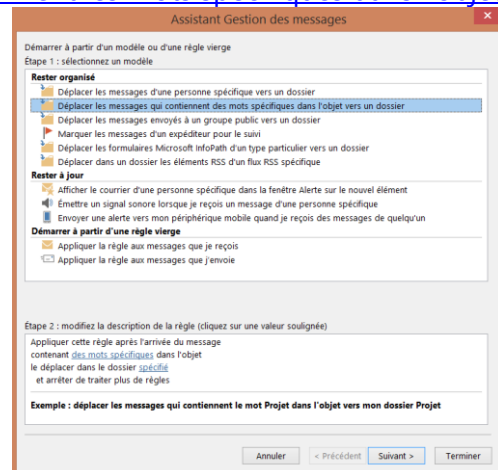 Assistant Gestion des messages
Démarrer à partir d'un modèle ou d'une règle vierge
Étape 1 : sélectionnez un modèle
Rester organisé
Déplacer les messages d'une personne spécifique vers un dossier
Déplacer les messages qui contiennent des mots spécifiques dans l'objet vers un dossier
Déplacer les messages envoyés à un groupe public vers un dossier
Marquer les messages d'un expéditeur pour le suivi
Déplacer les formulaires Microsoft InfoPath d'un type particulier vers un dossier
Déplacer dans un dossier les éléments RSS d'un flux RSS spécifique
Rester à jour
Afficher le courrier d'une personne spécifique dans la fenêtre Alerte sur le nouvel élément
Émettre un signal sonore lorsque je reçois un message d'une personne spécifique
Envoyer une alerte vers mon périphérique mobile quand je reçois des messages de quelqu'un
Démarrer à partir d'une règle vierge
Appliquer la règle aux messages que je reçois
Appliquer la règle aux messages que j'envoie
Étape 2 : modifiez la description de la règle (cliquez sur une valeur soulignée)
Appliquer cette règle après l'arrivée du message
contenant des mots spécifiques dans l'objet
le déplacer dans le dossier spécifié
et arrêter de traiter plus de règles
Exemple : déplacer les messages qui contiennent le mot Projet dans l'objet vers mon dossier Projet
Annuler < Précédent Suivant > Terminer